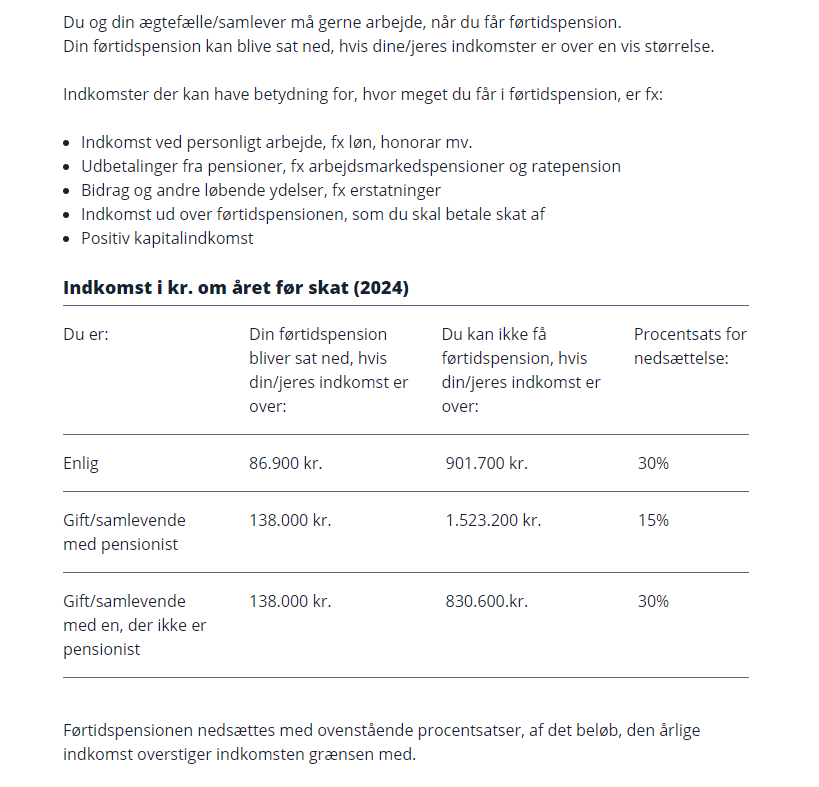 Du og din ægtefælle/samlever må gerne arbejde, når du får førtidspension.
Din førtidspension kan blive sat ned, hvis dine/jeres indkomster er over en vis størrelse.
Indkomster der kan have betydning for, hvor meget du får i førtidspension, er fx:
• Indkomst ved personligt arbejde, fx løn, honorar mv.
• Udbetalinger fra pensioner, fx arbejdsmarkedspensioner og ratepension
• Bidrag og andre løbende ydelser, fx erstatninger
• Indkomst ud over førtidspensionen, som du skal betale skat af
• Positiv kapitalindkomst
Indkomst i kr. om året før skat (2024)
Du er: Din førtidspension Du kan ikke få Procentsats for
bliver sat ned, hvis førtidspension, hvis nedsættelse:
din/jeres indkomst er din/jeres indkomst er
over: over:
Enlig 86.900 kr. 901.700 kr. 30%
Gift/samlevende 138.000 kr. 1.523.200 kr. 15%
med pensionist
Gift/samlevende 138.000 kr. 830.600.kr. 30%
med en, der ikke er
pensionist
Førtidspensionen nedsættes med ovenstående procentsatser, af det beløb, den årlige
indkomst overstiger indkomsten grænsen med.